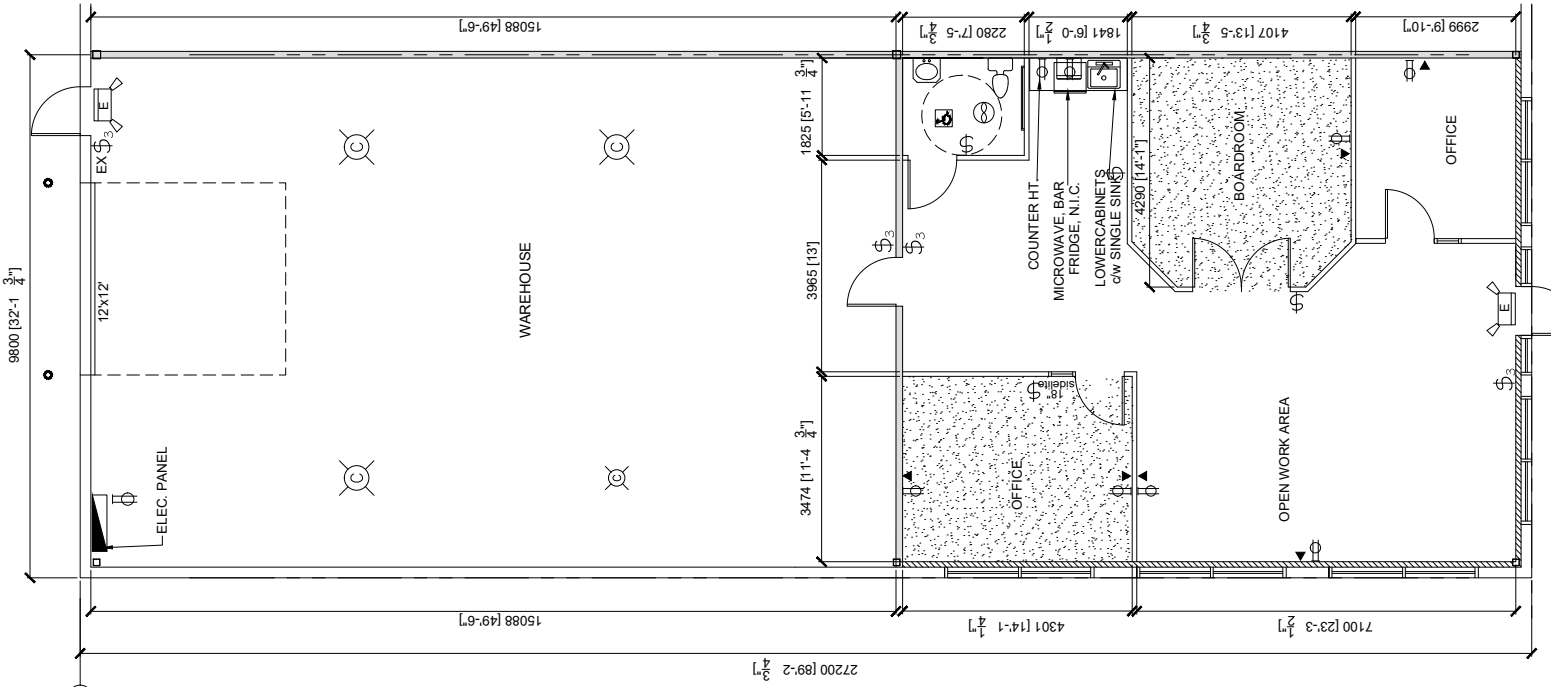 15088 [49'-6"]
2280 [7'-5 3/4"]
1841 [6'-0 1/2"]
4107 [13'-5 3/4"]
2999 [9'-10"]
9800 [32'-1 3/4"]
E
EX $3
12'x12'
ELEC. PANEL
C
C
C
C
WAREHOUSE
1825 [5'-11 3/4"]
3965 [13']
3474 [11'-4 3/4"]
$3
$3
$
COUNTER HT.
MICROWAVE, BAR
FRIDGE, N.I.C.
LOWERCABINETS
c/w SINGLE SINK
$
4290 [14'-1"]
BOARDROOM
OFFICE
$
E
$
18"
sidelite
OFFICE
OPEN WORK AREA
$3
15088 [49'-6"]
4301 [14'-1 1/4"]
7100 [23'-3 1/2"]
27200 [89'-2 3/4"]